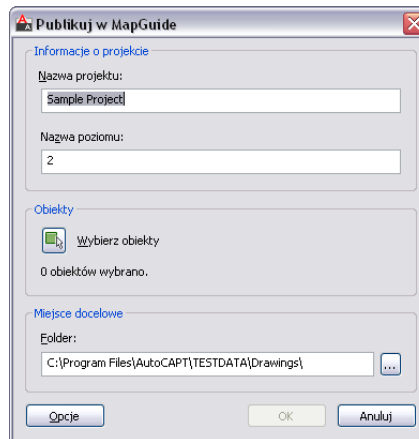 Publikuj w MapGuide
Informacje o projekcie
Nazwa projektu:
Sample Project
Nazwa poziomu:
2
Obiekty
Wybierz obiekty
0 obiektów wybrano.
Miejsce docelowe
Folder:
C:\Program Files\AutoCAPT\TESTDATA\Drawings\
...
Opcje OK Anuluj